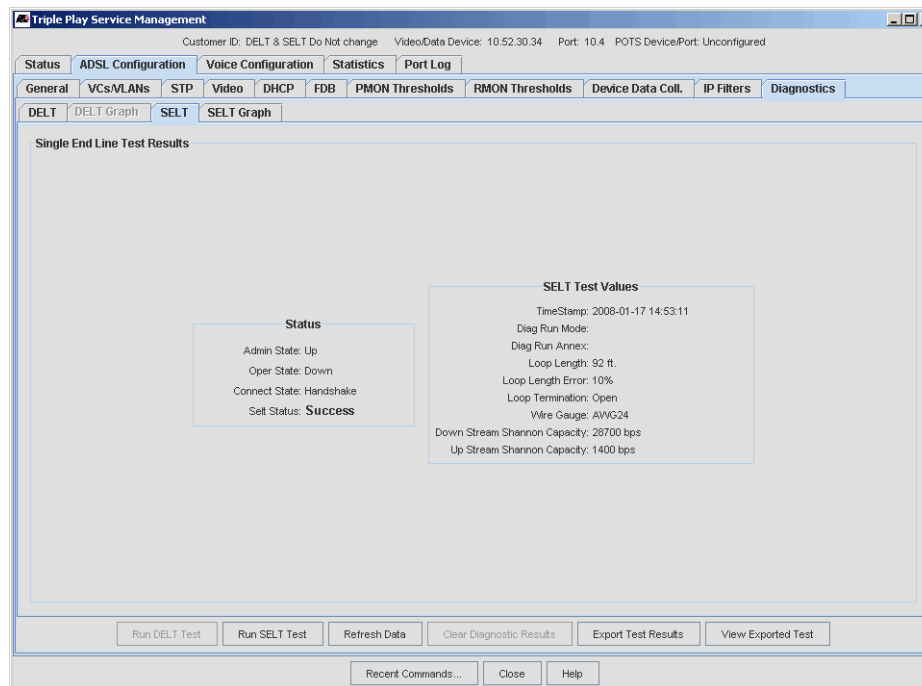 Triple Play Service Management
Customer ID: DELT & SELT Do Not change Video/Data Device: 10.52.30.34 Port: 10.4 POTS Device/Port: Unconfigured
Status ADSL Configuration Voice Configuration Statistics Port Log
General VCs/VLANs STP Video DHCP FDB PMON Thresholds RMON Thresholds Device Data Coll. IP Filters Diagnostics
DELT DELT Graph SELT SELT Graph
Single End Line Test Results
Status
Admin State: Up
Oper State: Down
Connect State: Handshake
Selt Status: Success
SELT Test Values
TimeStamp: 2008-01-17 14:53:11
Diag Run Mode:
Diag Run Annex:
Loop Length: 92 ft.
Loop Length Error: 10%
Loop Termination: Open
Wire Gauge: AWG24
Down Stream Shannon Capacity: 28700 bps
Up Stream Shannon Capacity: 1400 bps
Run DELT Test Run SELT Test Refresh Data Clear Diagnostic Results Export Test Results View Exported Test
Recent Commands... Close Help